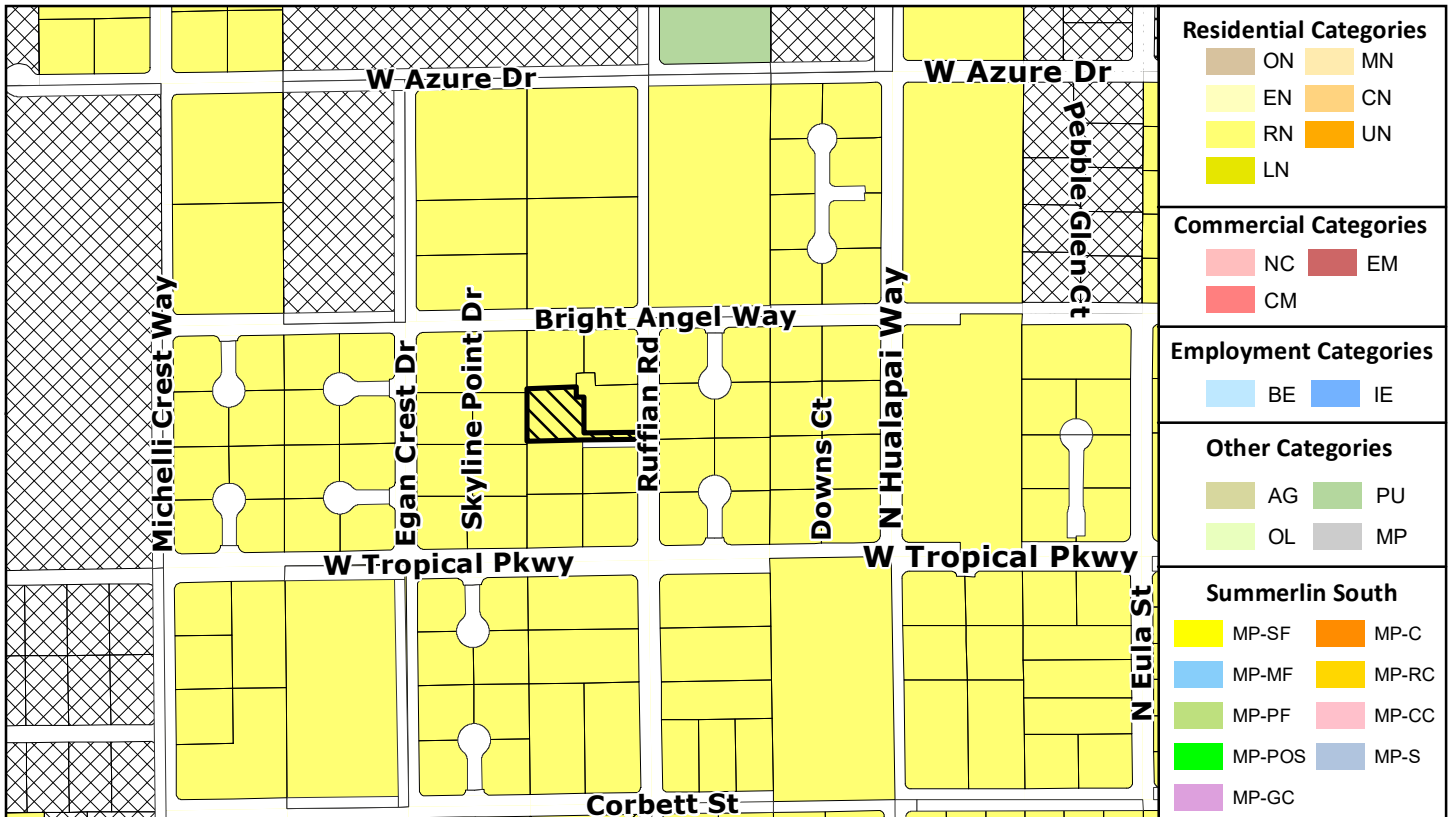 W Azure Dr
W Azure Dr
Pebble Glen Ct
Michelli Crest Way
Egan Crest Dr
Skyline Point Dr
Bright Angel Way
Ruffian Rd
Downs Ct
N Hualapai Way
W Tropical Pkwy
W Tropical Pkwy
N Eula St
Corbett St
Residential Categories
ON MN
EN CN
RN UN
LN
Commercial Categories
NC EM
CM
Employment Categories
BE IE
Other Categories
AG PU
OL MP
Summerlin South
MP-SF MP-C
MP-MF MP-RC
MP-PF MP-CC
MP-POS MP-S
MP-GC